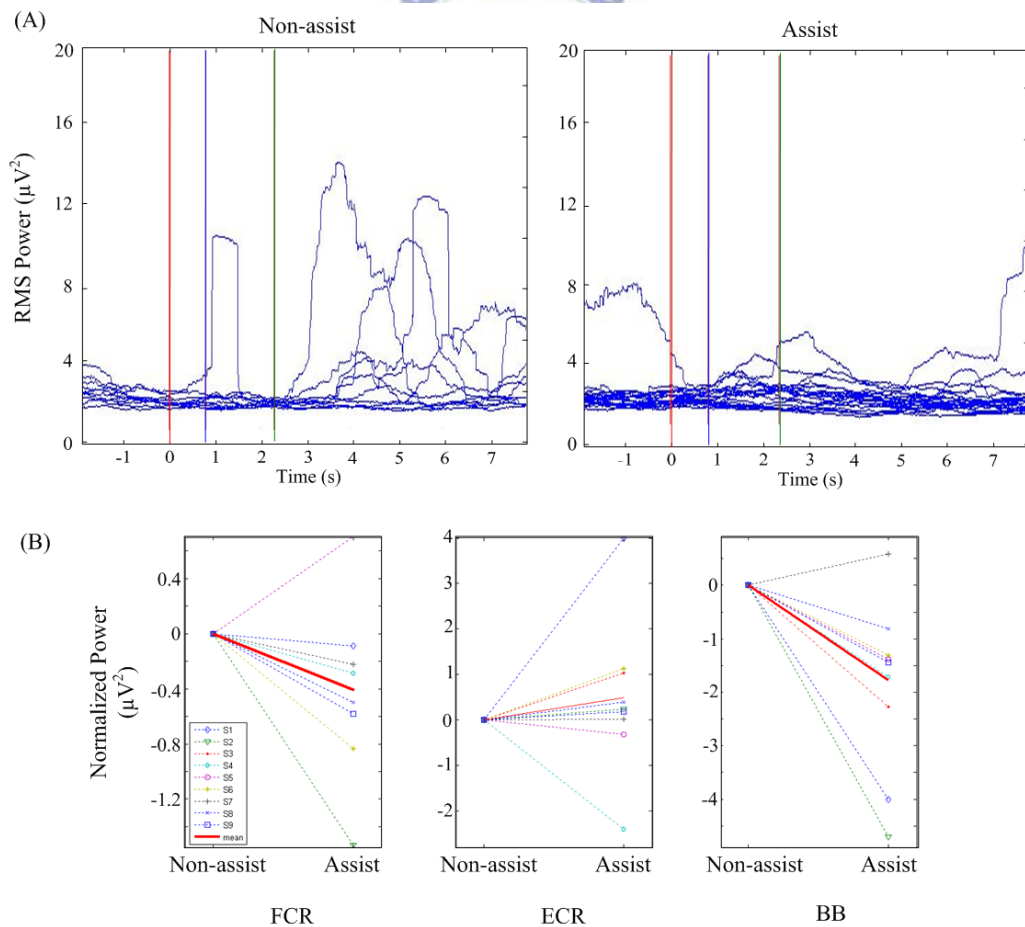 (A)
Non-assist
Assist
RMS Power (µV²)
20
16
12
8
4
0
-1 0 1 2 3 4 5 6 7
Time (s)
20
16
12
8
4
0
-1 0 1 2 3 4 5 6 7
Time (s)
(B)
Normalized Power
(µV²)
0.4
0
-0.4
-0.8
-1.2
S1
S2
S3
S4
S5
S6
S7
S8
S9
mean
Non-assist Assist
FCR
4
3
2
1
0
-1
-2
Non-assist Assist
ECR
0
-1
-2
-3
-4
Non-assist Assist
BB